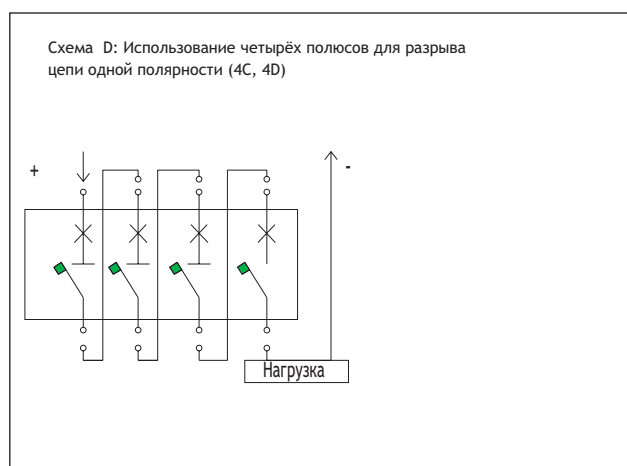 Схема D: Использование четырёх полюсов для разрыва
цепи одной полярности (4C, 4D)
+
-
Нагрузка